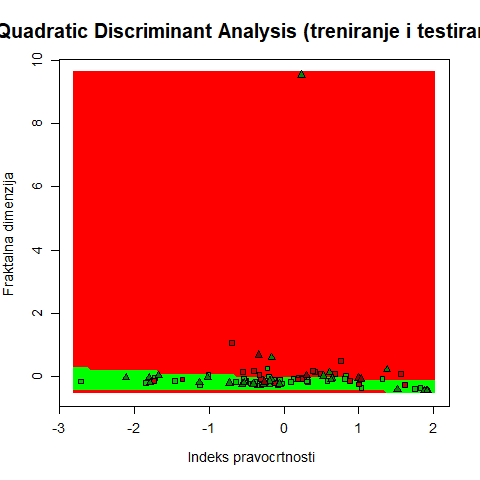 Quadratic Discriminant Analysis (treniranje i testiran
Fraktalna dimenzija
10
8
6
4
2
0
-3 -2 -1 0 1 2
Indeks pravocrtnosti